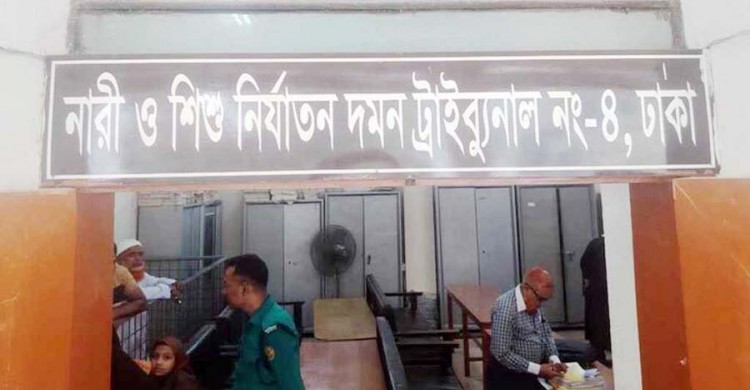 নারী ও শিশু নির্যাতন দমন ট্রাইব্যুনাল নং-৪, ঢাকা